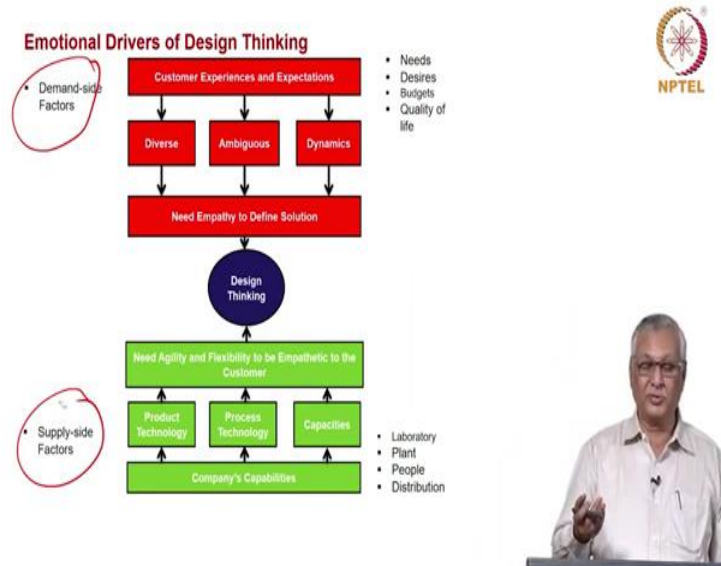 Emotional Drivers of Design Thinking
NPTEL
Demand-side
Factors
Customer Experiences and Expectations
Needs
Desires
Budgets
Quality of
life
Diverse
Ambiguous
Dynamics
Need Empathy to Define Solution
Design
Thinking
Need Agility and Flexibility to be Empathetic to the
Customer
Supply-side
Factors
Product
Technology
Process
Technology
Capacities
Laboratory
Plant
People
Distribution
Company's Capabilities